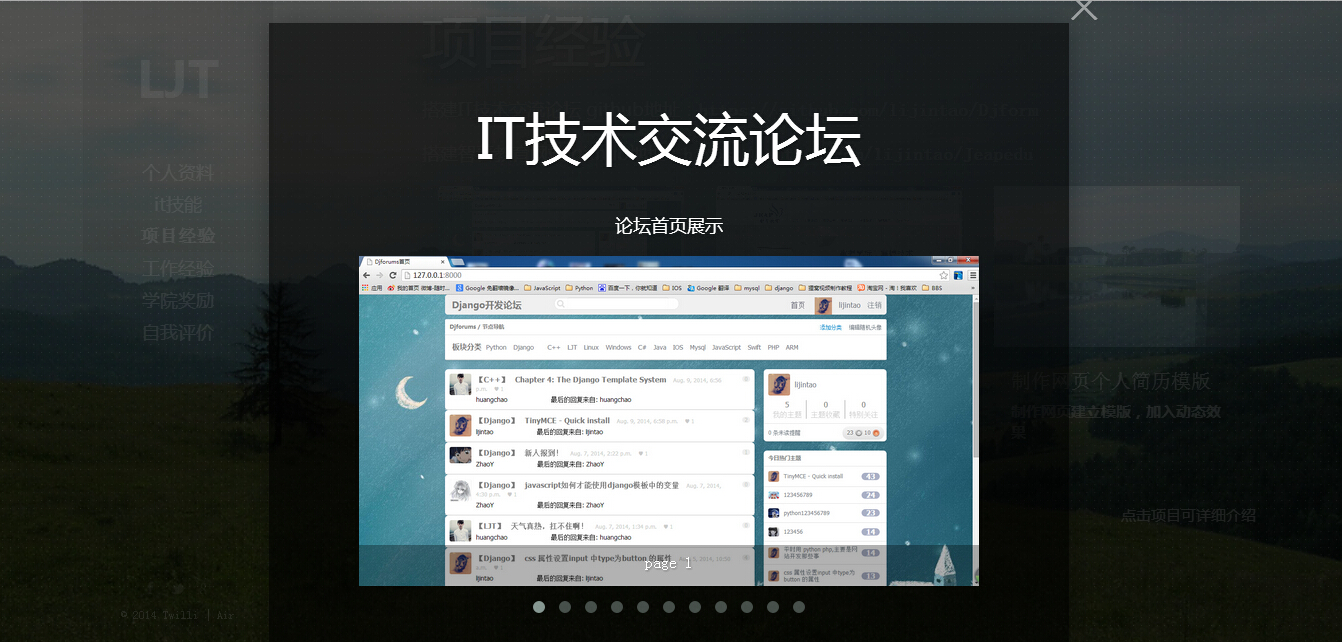 LJT
个人资料
it技能
项目经验
工作经验
学院奖励
自我评价
© 2014 Twilli | Air
项目经验
IT技术交流论坛
论坛首页展示
Djforums首页
127.0.0.1:8000
应用 我的首页 微博-随时... Google 免翻墙镜像... JavaScript Python 百度一下，你就知道 IOS Google 翻译 mysql django 提高视频制作教程 淘宝网 - 淘！我喜欢 BBS
Django开发论坛 首页 lijintao 注销
Djforums / 节点导航 添加分类 编辑随机头像
板块分类 Python Django C++ LJT Linux Windows C# Java IOS Mysql JavaScript Swift PHP ARM
【C++】 Chapter 4: The Django Template System Aug. 9, 2014, 6:56
p.m. 1
huangchao 最后的回复来自: huangchao
【Django】 TinyMCE - Quick install Aug. 9, 2014, 6:58 p.m. 1
lijintao 最后的回复来自: lijintao
【Django】 新人报到！ Aug. 7, 2014, 2:22 p.m. 1
ZhaoY 最后的回复来自: ZhaoY
【Django】 javascript如何才能使用django模板中的变量 Aug. 7, 2014,
4:30 p.m. 1
ZhaoY 最后的回复来自: ZhaoY
【LJT】 天气真热，扛不住啊！ Aug. 7, 2014, 1:34 p.m. 1
huangchao 最后的回复来自: huangchao
【Django】 css 属性设置input 中type为button 的属性
lijintao 最后的回复来自: huangchao
lijintao
5 0 0
我的主题 主题收藏 特别关注
0 条未读提醒 23 10
今日热门主题
TinyMCE - Quick install 43
123456789 24
python123456789 23
123456 14
平时用 python php,主要是网
站开发那些事 14
css 属性设置input 中type为
button 的属性 13
page 1
制作网页个人简历模版
制作网页建立模版，加入动态效
果
点击项目可详细介绍